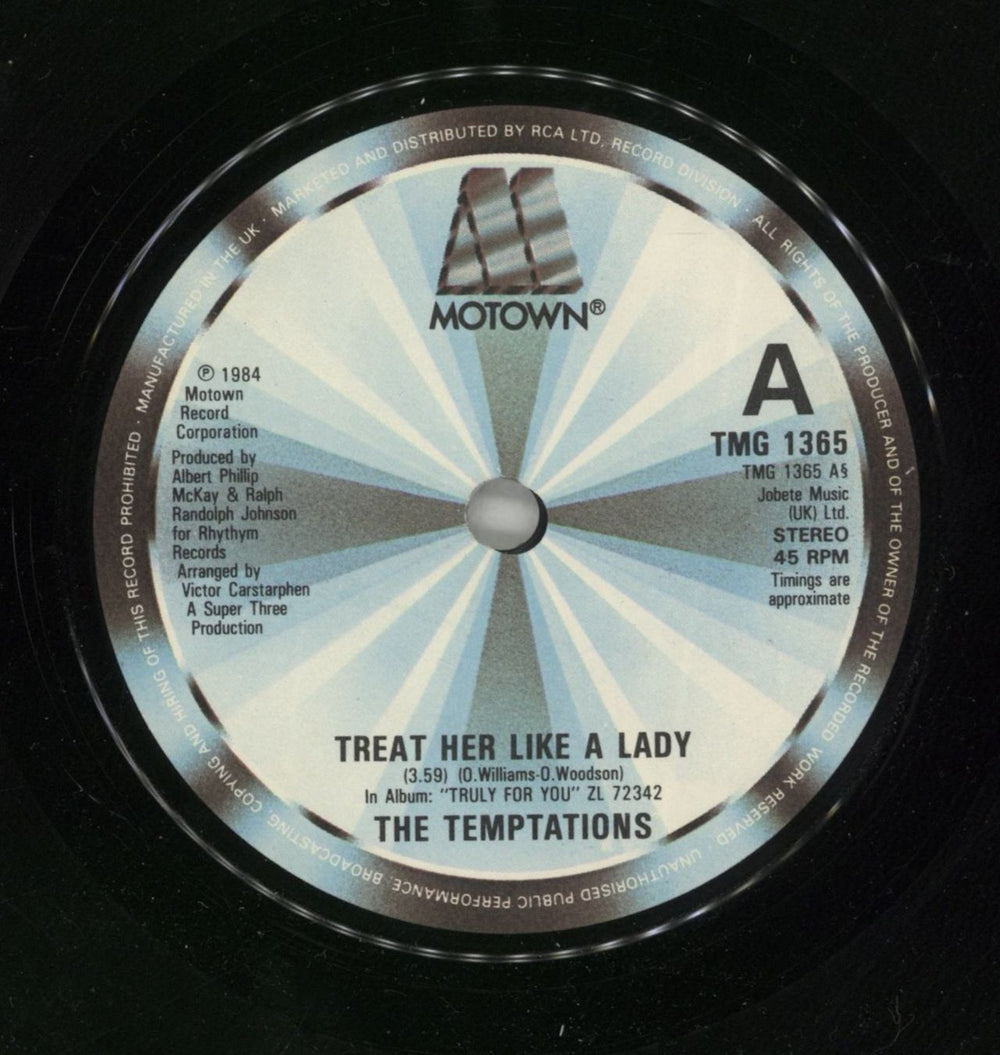 MANUFACTURED IN THE UK · MARKETED AND DISTRIBUTED BY RCA LTD. RECORD DIVISION · ALL RIGHTS OF THE PRODUCER AND OF THE OWNER OF THE RECORDED WORK RESERVED · UNAUTHORISED PUBLIC PERFORMANCE. BROADCASTING. COPYING AND HIRING OF THIS RECORD PROHIBITED ·
MOTOWN®
℗ 1984
Motown
Record
Corporation
Produced by
Albert Phillip
McKay & Ralph
Randolph Johnson
for Rhythym
Records
Arranged by
Victor Carstarphen
A Super Three
Production
A
TMG 1365
TMG 1365 A§
Jobete Music
(UK) Ltd.
STEREO
45 RPM
Timings are
approximate
TREAT HER LIKE A LADY
(3.59) (O.Williams-O.Woodson)
In Album: "TRULY FOR YOU" ZL 72342
THE TEMPTATIONS